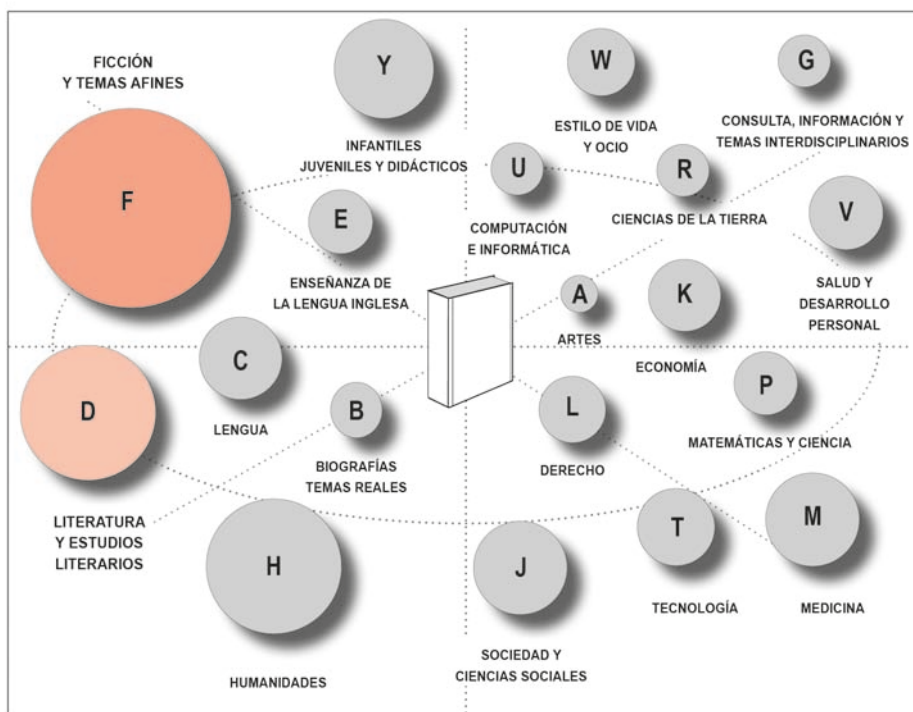 FICCIÓN
Y TEMAS AFINES
F
Y
INFANTILES
JUVENILES Y DIDÁCTICOS
E
ENSEÑANZA DE
LA LENGUA INGLESA
W
ESTILO DE VIDA
Y OCIO
G
CONSULTA, INFORMACIÓN Y
TEMAS INTERDISCIPLINARIOS
U
COMPUTACIÓN
E INFORMÁTICA
R
CIENCIAS DE LA TIERRA
V
SALUD Y
DESARROLLO
PERSONAL
A
ARTES
K
ECONOMÍA
D
LITERATURA
Y ESTUDIOS
LITERARIOS
C
LENGUA
B
BIOGRAFÍAS
TEMAS REALES
L
DERECHO
P
MATEMÁTICAS Y CIENCIA
H
HUMANIDADES
J
SOCIEDAD Y
CIENCIAS SOCIALES
T
TECNOLOGÍA
M
MEDICINA